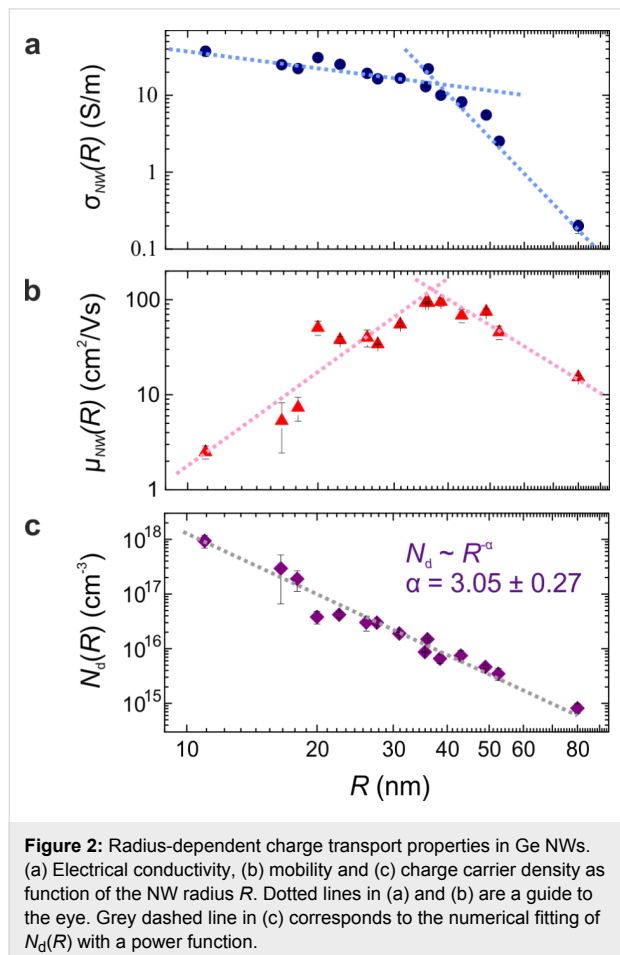 a
σNW(R) (S/m)
10
1
0.1
b
μNW(R) (cm²/Vs)
100
10
1
c
Nd(R) (cm⁻³)
10¹⁸
10¹⁷
10¹⁶
10¹⁵
Nd ~ R⁻ᵅ
α = 3.05 ± 0.27
10 20 30 40 50 60 80
R (nm)
Figure 2: Radius-dependent charge transport properties in Ge NWs.
(a) Electrical conductivity, (b) mobility and (c) charge carrier density as
function of the NW radius R. Dotted lines in (a) and (b) are a guide to
the eye. Grey dashed line in (c) corresponds to the numerical fitting of
Nd(R) with a power function.